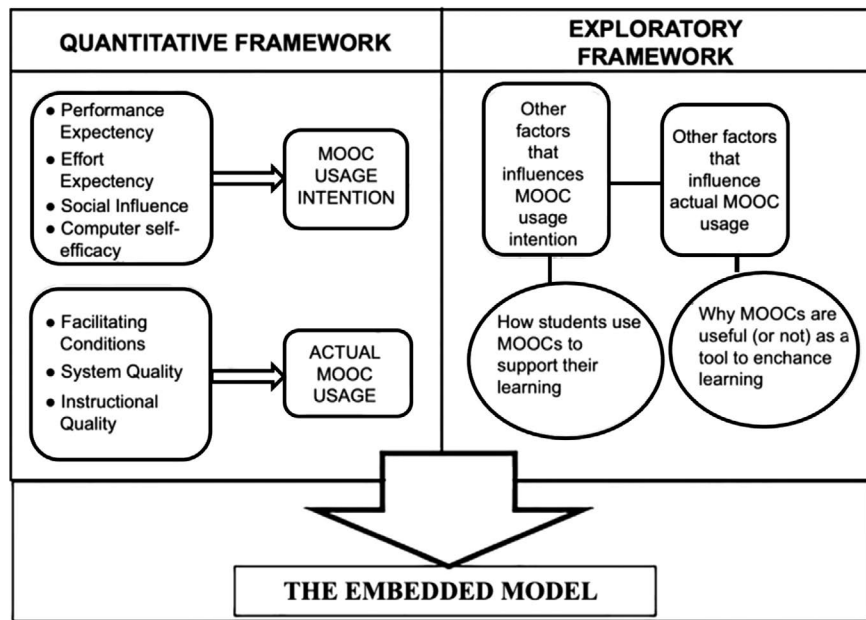 QUANTITATIVE FRAMEWORK
EXPLORATORY
FRAMEWORK
● Performance
Expectency
● Effort
Expectency
● Social Influence
● Computer self-
efficacy
MOOC
USAGE
INTENTION
● Facilitating
Conditions
● System Quality
● Instructional
Quality
ACTUAL
MOOC
USAGE
Other
factors
that
influences
MOOC
usage
intention
Other factors
that
influence
actual MOOC
usage
How students use
MOOCs to
support their
learning
Why MOOCs are
useful (or not) as a
tool to enchance
learning
THE EMBEDDED MODEL